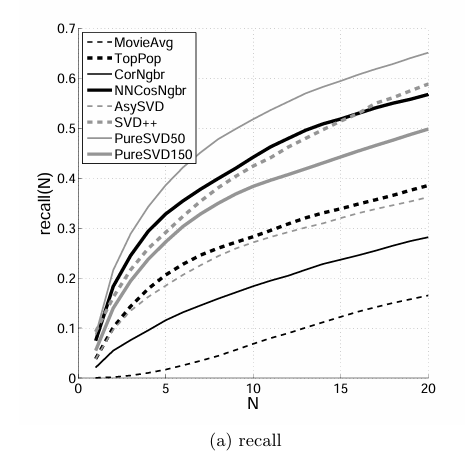 0.7
0.6
0.5
0.4
0.3
0.2
0.1
0
recall(N)
MovieAvg
TopPop
CorNgbr
NNCosNgbr
AsySVD
SVD++
PureSVD50
PureSVD150
0 5 10 15 20
N
(a) recall